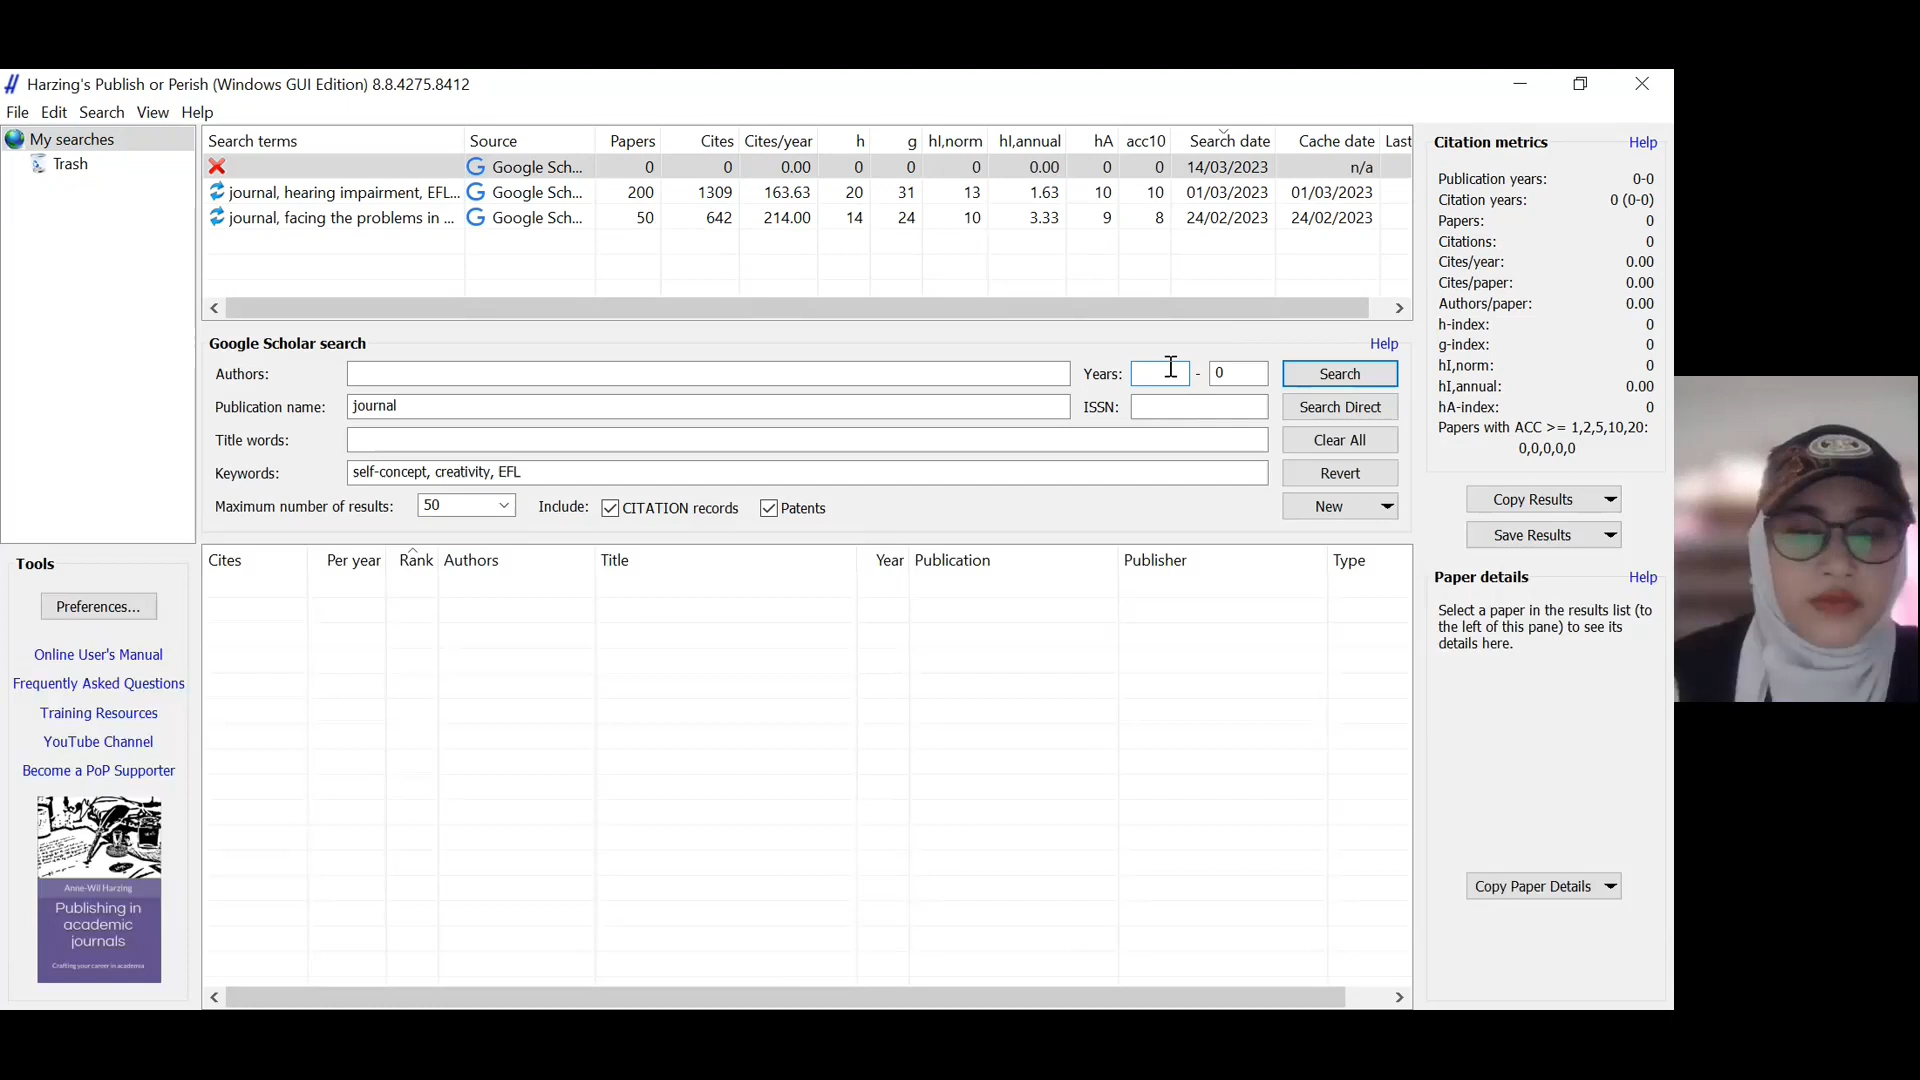 Harzing's Publish or Perish (Windows GUI Edition) 8.8.4275.8412
File Edit Search View Help
My searches
Trash
Search terms Source Papers Cites Cites/year h g hI,norm hI,annual hA acc10 Search date Cache date Last
Google Sch... 0 0 0.00 0 0 0 0.00 0 0 14/03/2023 n/a
journal, hearing impairment, EFL... Google Sch... 200 1309 163.63 20 31 13 1.63 10 10 01/03/2023 01/03/2023
journal, facing the problems in ... Google Sch... 50 642 214.00 14 24 10 3.33 9 8 24/02/2023 24/02/2023
Google Scholar search Help
Authors: Years: - 0 Search
Publication name: journal ISSN: Search Direct
Title words: Clear All
Keywords: self-concept, creativity, EFL Revert
Maximum number of results: 50 Include: CITATION records Patents New
Cites Per year Rank Authors Title Year Publication Publisher Type
Tools
Preferences...
Online User's Manual
Frequently Asked Questions
Training Resources
YouTube Channel
Become a PoP Supporter
Anne-Wil Harzing
Publishing in
academic
journals
Crafting your career in academia
Citation metrics Help
Publication years: 0-0
Citation years: 0 (0-0)
Papers: 0
Citations: 0
Cites/year: 0.00
Cites/paper: 0.00
Authors/paper: 0.00
h-index: 0
g-index: 0
hI,norm: 0
hI,annual: 0.00
hA-index: 0
Papers with ACC >= 1,2,5,10,20:
0,0,0,0,0
Copy Results
Save Results
Paper details Help
Select a paper in the results list (to
the left of this pane) to see its
details here.
Copy Paper Details